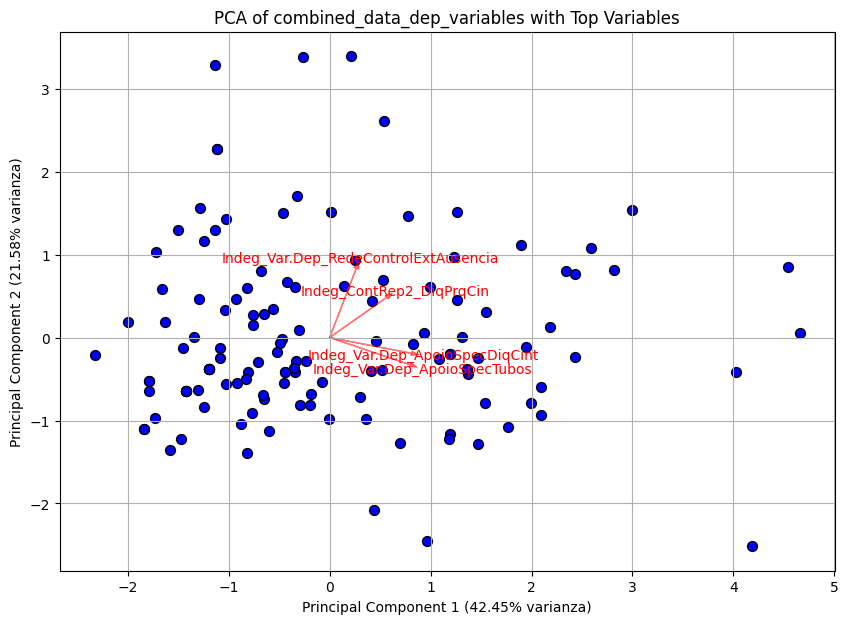 PCA of combined_data_dep_variables with Top Variables
Principal Component 2 (21.58% varianza)
3
2
1
0
−1
−2
Indeg_Var.Dep_RedeControlExtAusencia
Indeg_ContRep2_DiqPrqCin
Indeg_Var.Dep_ApoioSpecDiqCint
Indeg_Var.Dep_ApoioSpecTubos
−2 −1 0 1 2 3 4 5
Principal Component 1 (42.45% varianza)